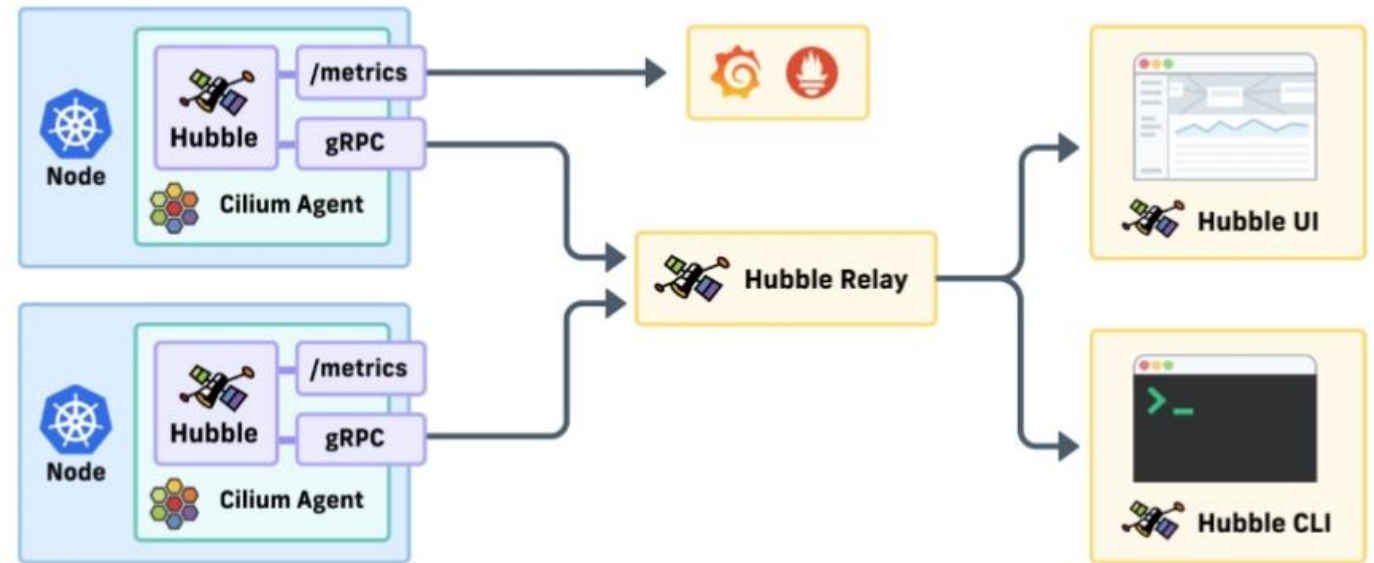 /metrics
Hubble
gRPC
Node
Cilium Agent
Hubble UI
Hubble Relay
/metrics
Hubble
gRPC
Node
Cilium Agent
>_
Hubble CLI